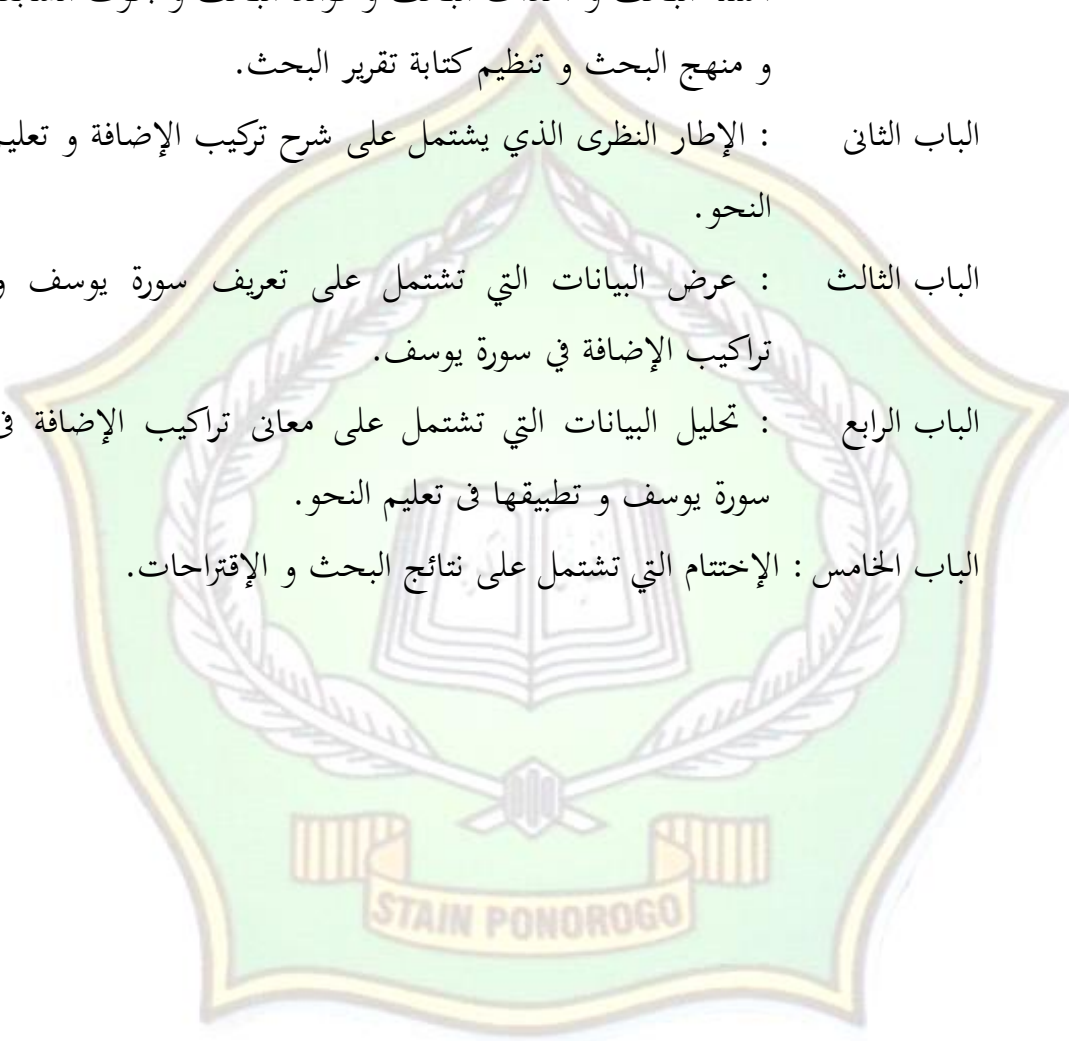 و منهج البحث و تنظيم كتابة تقرير البحث.
الباب الثانى : الإطار النظرى الذي يشتمل على شرح تركيب الإضافة و تعليم
النحو.
الباب الثالث : عرض البيانات التي تشتمل على تعريف سورة يوسف و
تراكيب الإضافة في سورة يوسف.
الباب الرابع : تحليل البيانات التي تشتمل على معانى تراكيب الإضافة فى
سورة يوسف و تطبيقها فى تعليم النحو.
الباب الخامس : الإختتام التي تشتمل على نتائج البحث و الإقتراحات.
STAIN PONOROGO